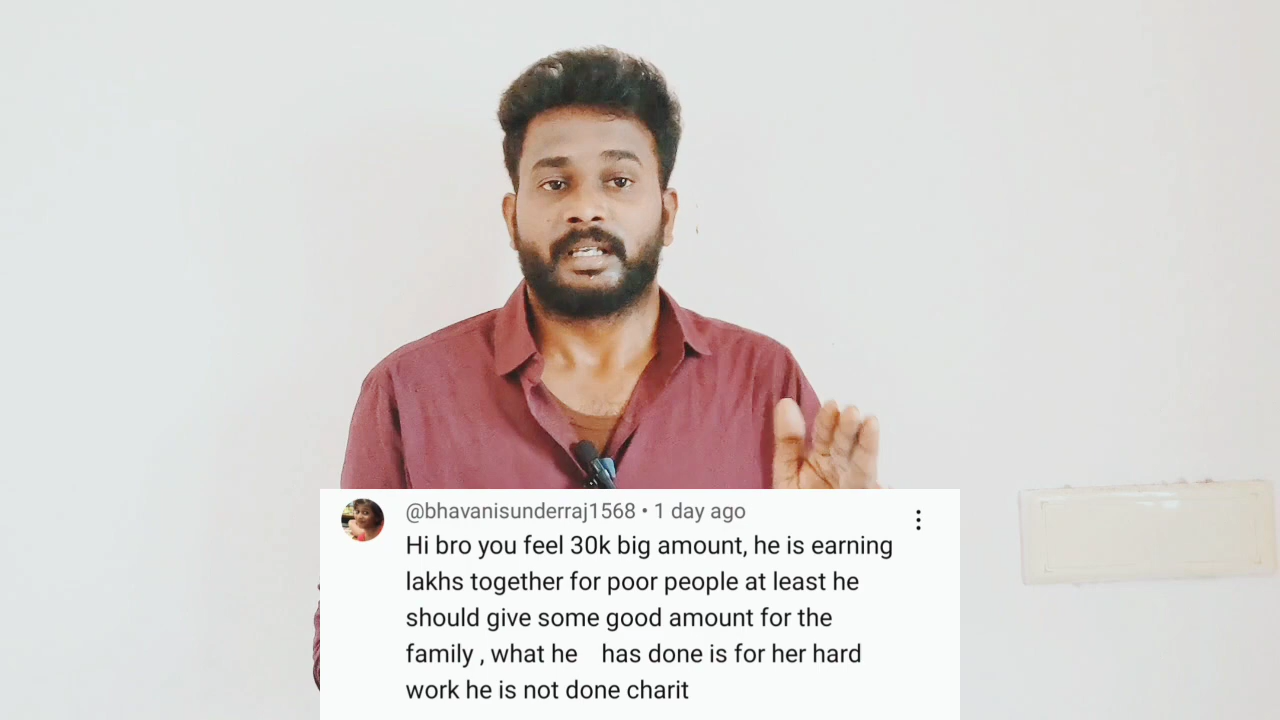 @bhavanisunderraj1568 • 1 day ago
Hi bro you feel 30k big amount, he is earning
lakhs together for poor people at least he
should give some good amount for the
family , what he has done is for her hard
work he is not done charit